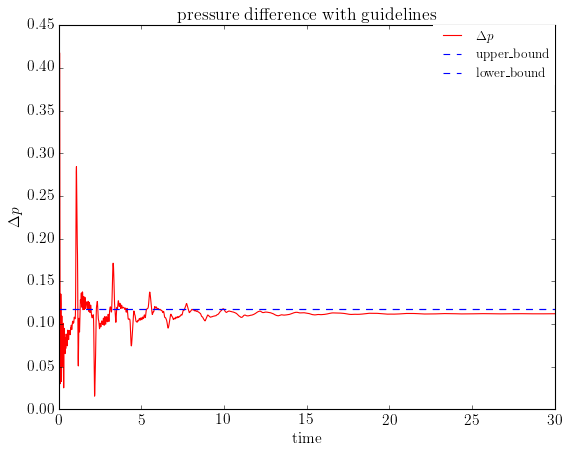 pressure difference with guidelines
Δp
upper_bound
lower_bound
0.45
0.40
0.35
0.30
0.25
0.20
0.15
0.10
0.05
0.00
Δp
0 5 10 15 20 25 30
time